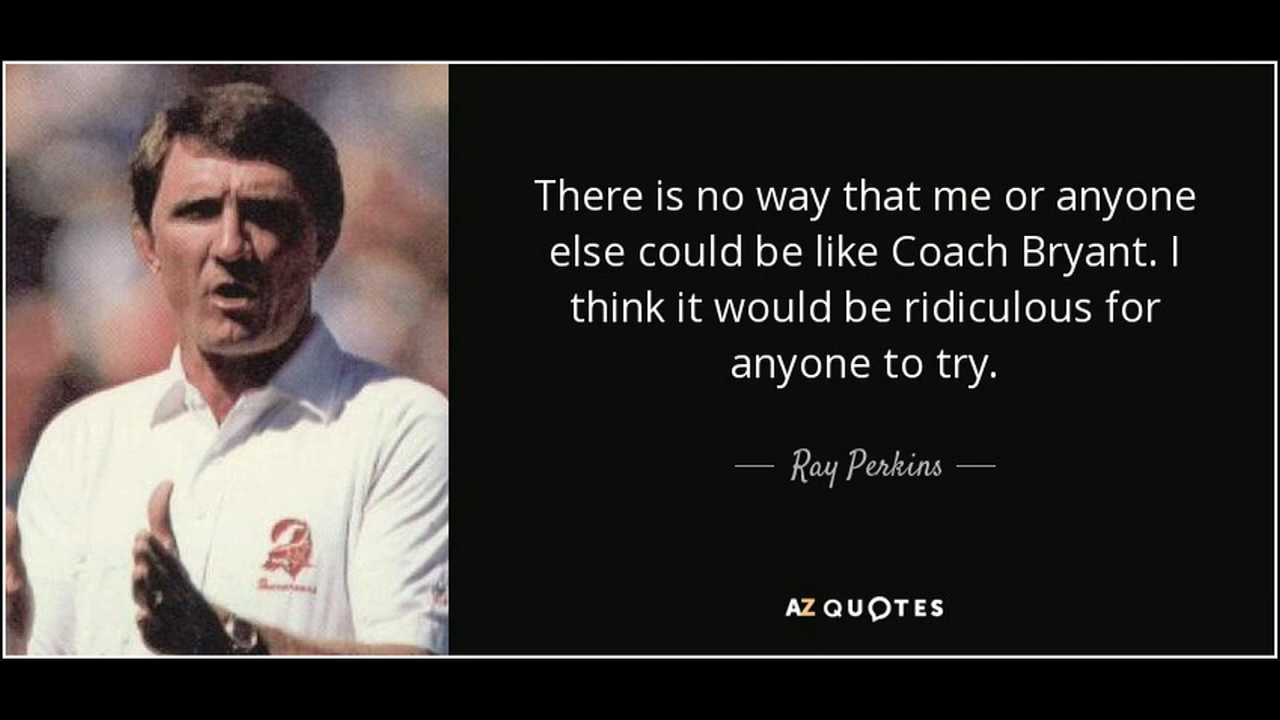 There is no way that me or anyone
else could be like Coach Bryant. I
think it would be ridiculous for
anyone to try.
Ray Perkins
AZ QUOTES
Buccaneers